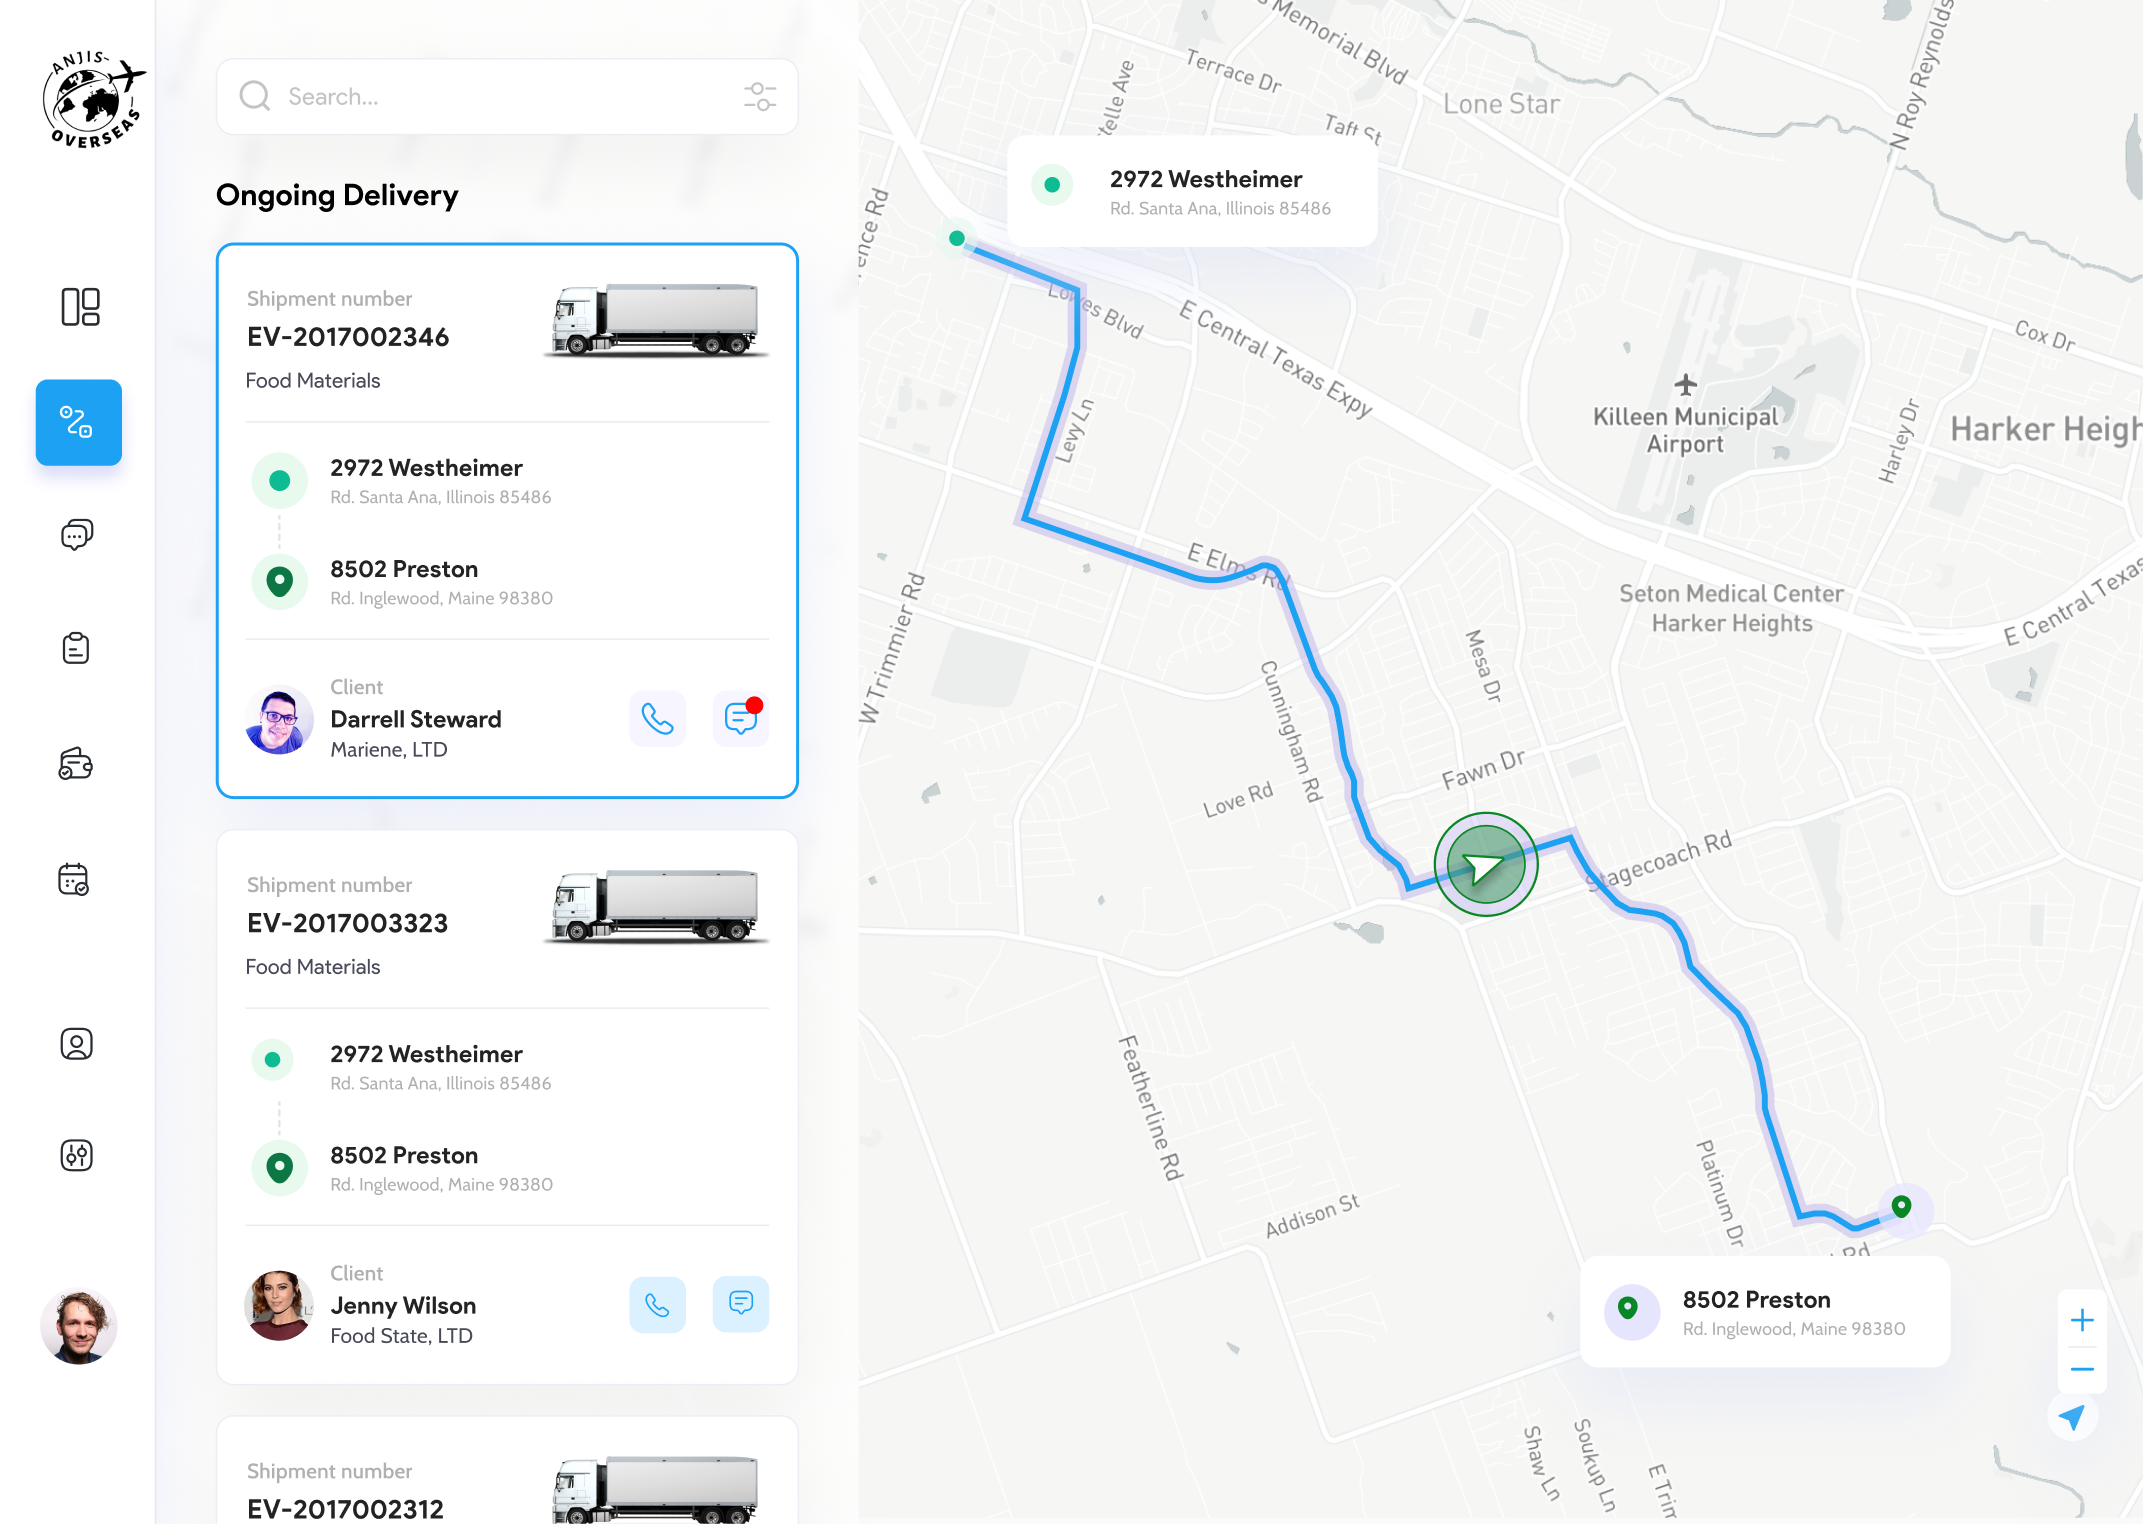 ANJIS-
OVERSEAS
Search...
Ongoing Delivery
Shipment number
EV-2017002346
Food Materials
2972 Westheimer
Rd. Santa Ana, Illinois 85486
8502 Preston
Rd. Inglewood, Maine 98380
Client
Darrell Steward
Mariene, LTD
Shipment number
EV-2017003323
Food Materials
2972 Westheimer
Rd. Santa Ana, Illinois 85486
8502 Preston
Rd. Inglewood, Maine 98380
Client
Jenny Wilson
Food State, LTD
Shipment number
EV-2017002312
Memorial Blvd
Terrace Dr
Ave
Taft St
Lone Star
N Roy Reynolds
2972 Westheimer
Rd. Santa Ana, Illinois 85486
Rd
Lowes Blvd
E Central Texas Expy
Cox Dr
Killeen Municipal
Airport
Harley Dr
Harker Heigh
Levy Ln
E Elms Rd
W Trimmier Rd
Seton Medical Center
Harker Heights
E Central Texas
Mesa Dr
Cunningham Rd
Fawn Dr
Love Rd
Stagecoach Rd
Featherline Rd
Platinum Dr
Addison St
Rd
8502 Preston
Rd. Inglewood, Maine 98380
Shaw Ln
Soukup Ln
E Trim